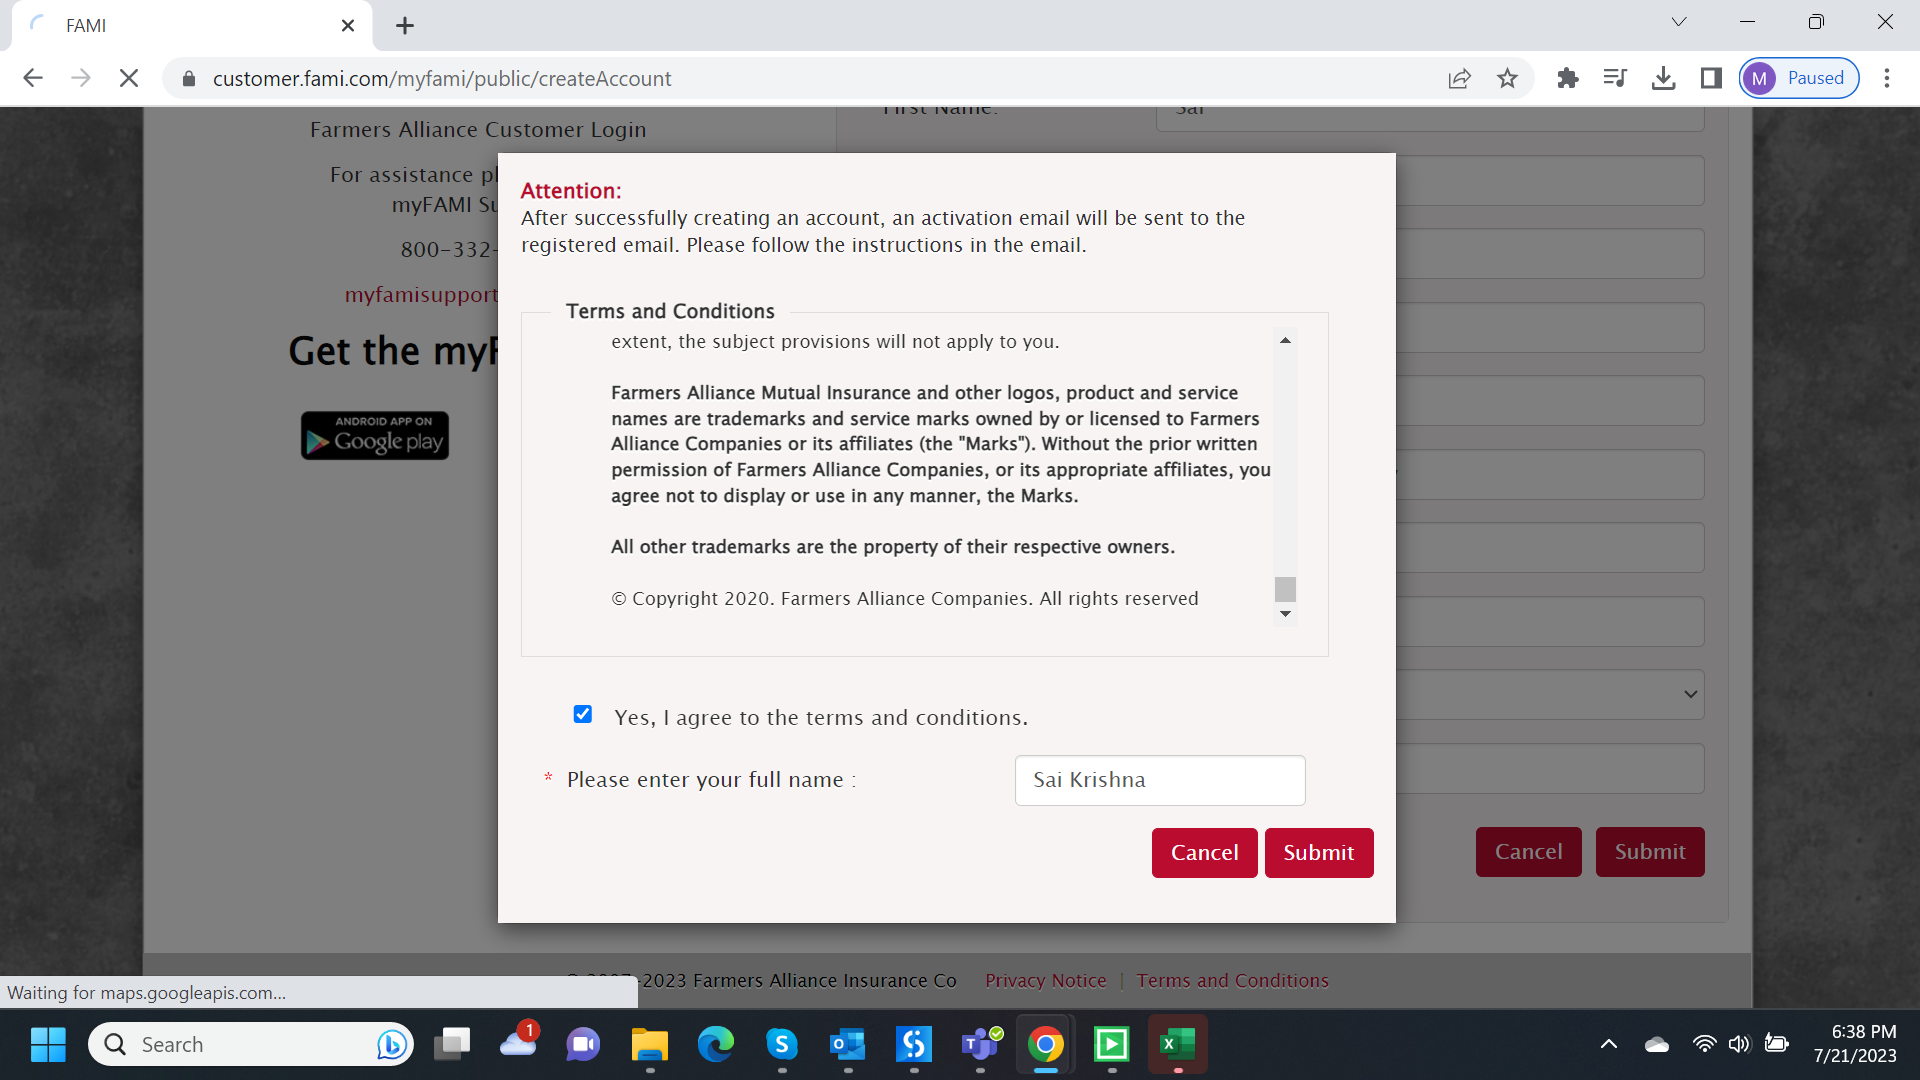 FAMI
customer.fami.com/myfami/public/createAccount
M Paused
Sai
Farmers Alliance Customer Login
For assistance
myFAMI
800-332-
myfamisupport
Get the
ANDROID APP ON
Google play
Attention:
After successfully creating an account, an activation email will be sent to the
registered email. Please follow the instructions in the email.
Terms and Conditions
extent, the subject provisions will not apply to you.
Farmers Alliance Mutual Insurance and other logos, product and service
names are trademarks and service marks owned by or licensed to Farmers
Alliance Companies or its affiliates (the "Marks"). Without the prior written
permission of Farmers Alliance Companies, or its appropriate affiliates, you
agree not to display or use in any manner, the Marks.
All other trademarks are the property of their respective owners.
© Copyright 2020. Farmers Alliance Companies. All rights reserved
Yes, I agree to the terms and conditions.
* Please enter your full name :
Sai Krishna
Cancel Submit
Cancel Submit
-2023 Farmers Alliance Insurance Co Privacy Notice | Terms and Conditions
Waiting for maps.googleapis.com...
Search
1
6:38 PM
7/21/2023